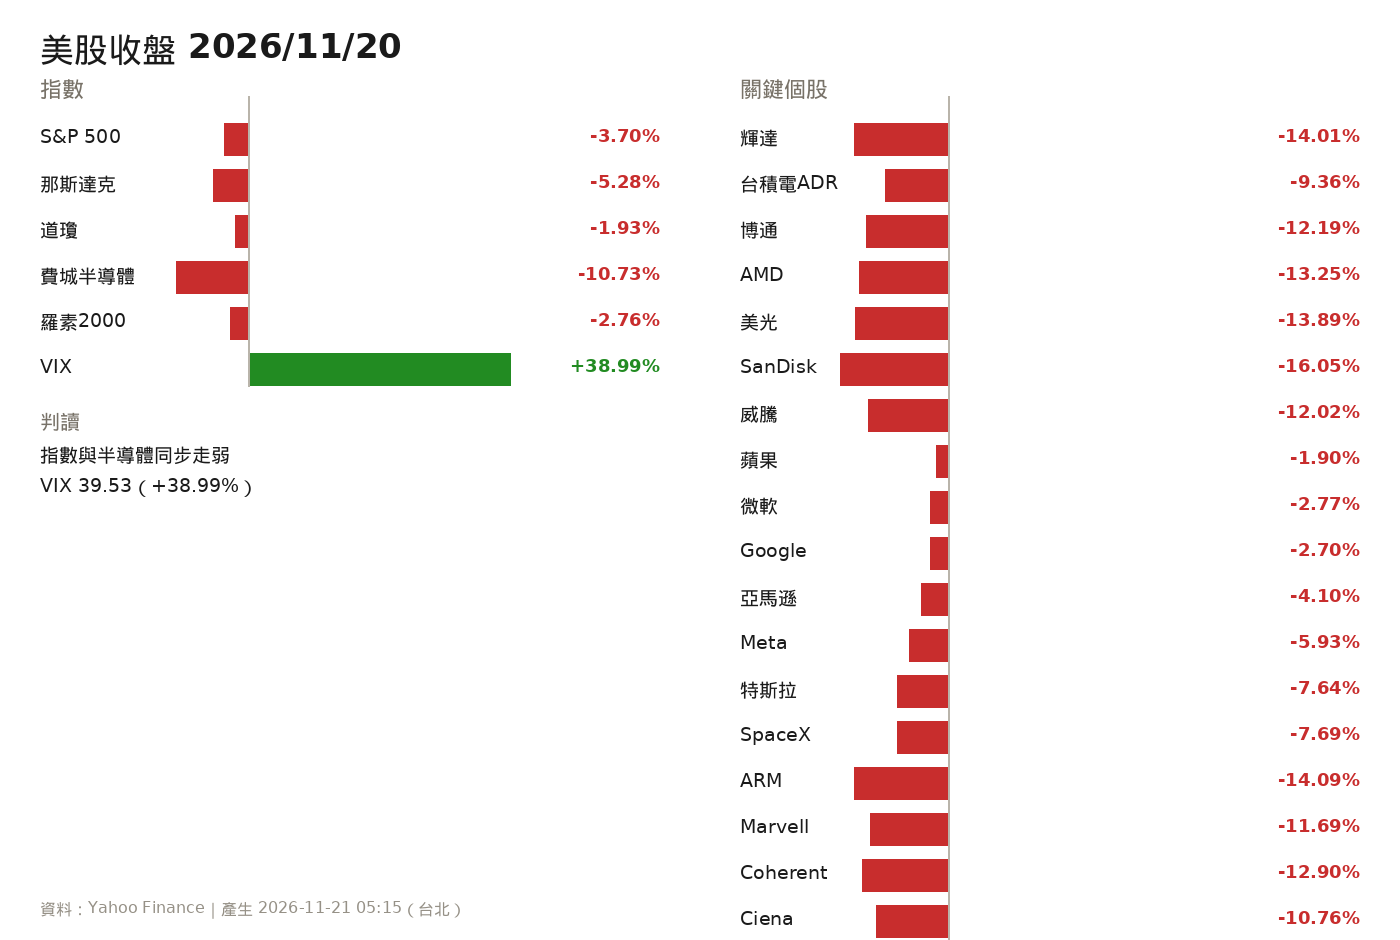 美股收盤 2026/11/20
指數
S&P 500 -3.70%
那斯達克 -5.28%
道瓊 -1.93%
費城半導體 -10.73%
羅素2000 -2.76%
VIX +38.99%
判讀
指數與半導體同步走弱
VIX 39.53（+38.99%）
關鍵個股
輝達 -14.01%
台積電ADR -9.36%
博通 -12.19%
AMD -13.25%
美光 -13.89%
SanDisk -16.05%
威騰 -12.02%
蘋果 -1.90%
微軟 -2.77%
Google -2.70%
亞馬遜 -4.10%
Meta -5.93%
特斯拉 -7.64%
SpaceX -7.69%
ARM -14.09%
Marvell -11.69%
Coherent -12.90%
Ciena -10.76%
資料：Yahoo Finance｜產生 2026-11-21 05:15（台北）